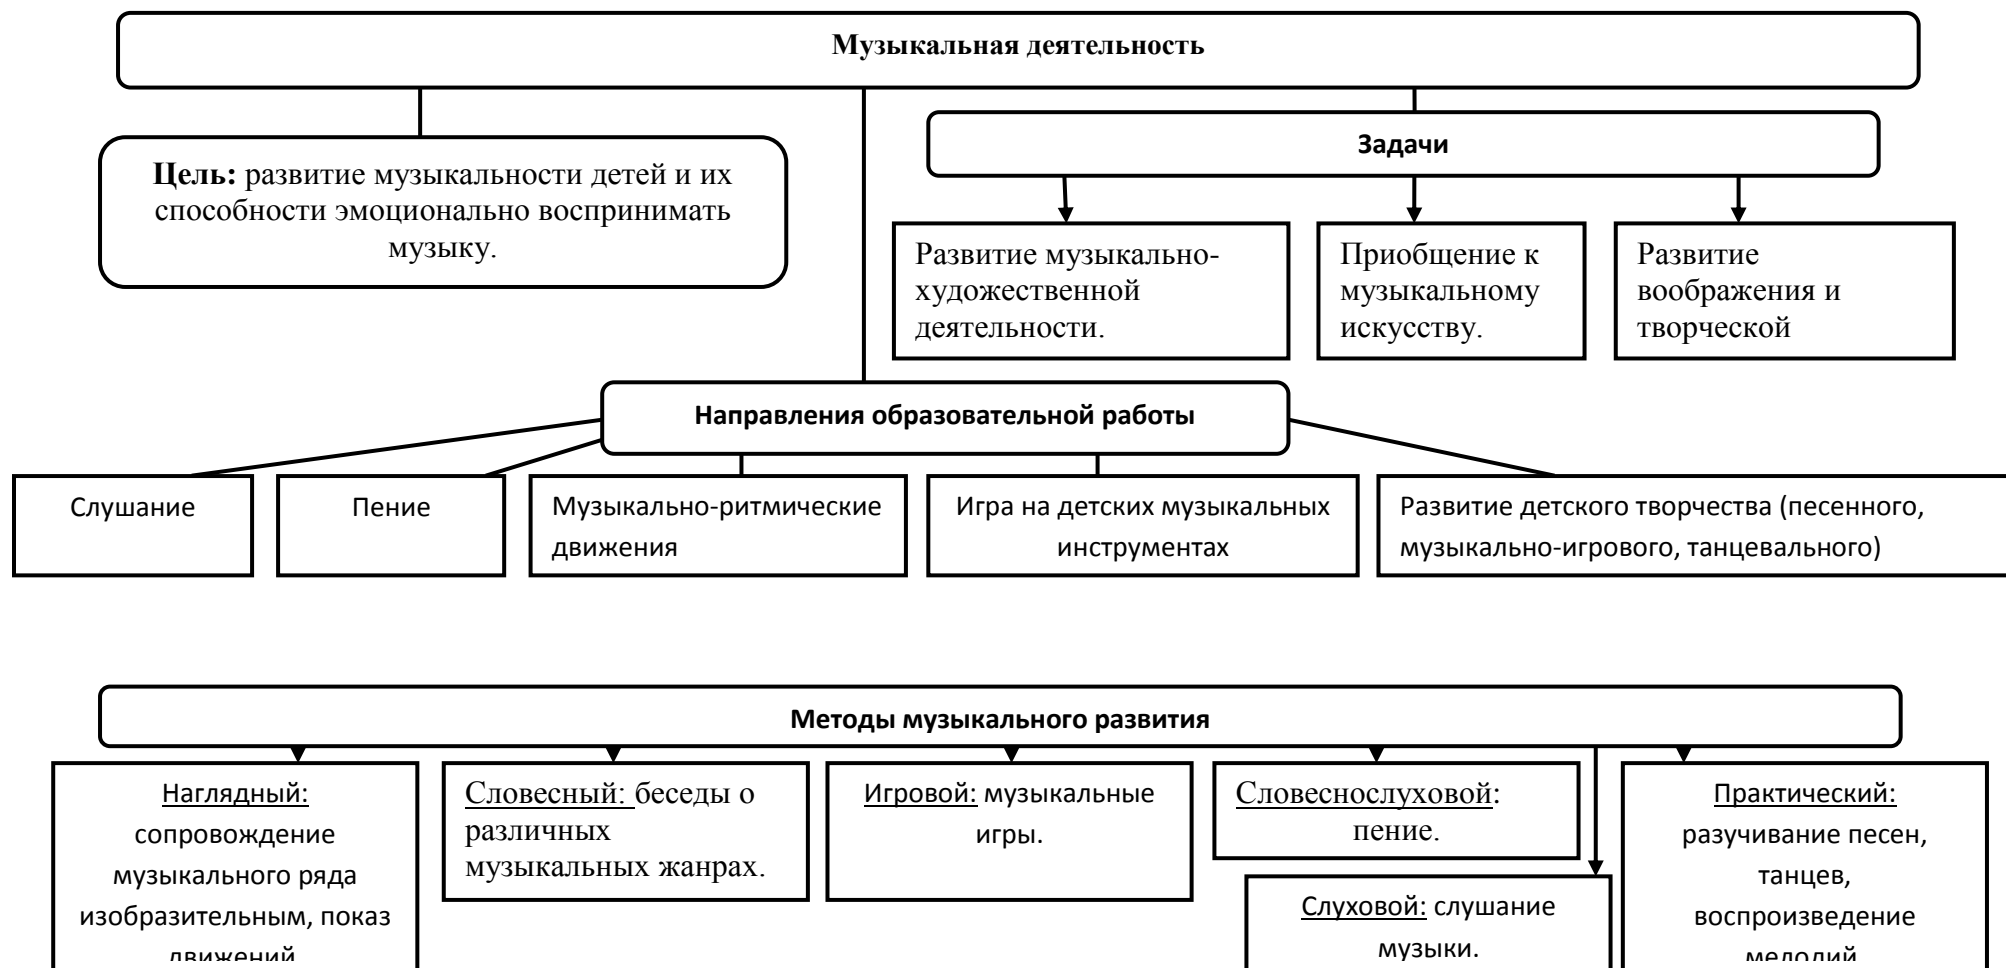 Музыкальная деятельность
Цель: развитие музыкальности детей и их
способности эмоционально воспринимать
музыку.
Задачи
Развитие музыкально-
художественной
деятельности.
Приобщение к
музыкальному
искусству.
Развитие
воображения и
творческой
Направления образовательной работы
Слушание
Пение
Музыкально-ритмические
движения
Игра на детских музыкальных
инструментах
Развитие детского творчества (песенного,
музыкально-игрового, танцевального)
Методы музыкального развития
Наглядный:
сопровождение
музыкального ряда
изобразительным, показ
движений
Словесный: беседы о
различных
музыкальных жанрах.
Игровой: музыкальные
игры.
Словеснослуховой:
пение.
Слуховой: слушание
музыки.
Практический:
разучивание песен,
танцев,
воспроизведение
мелодий